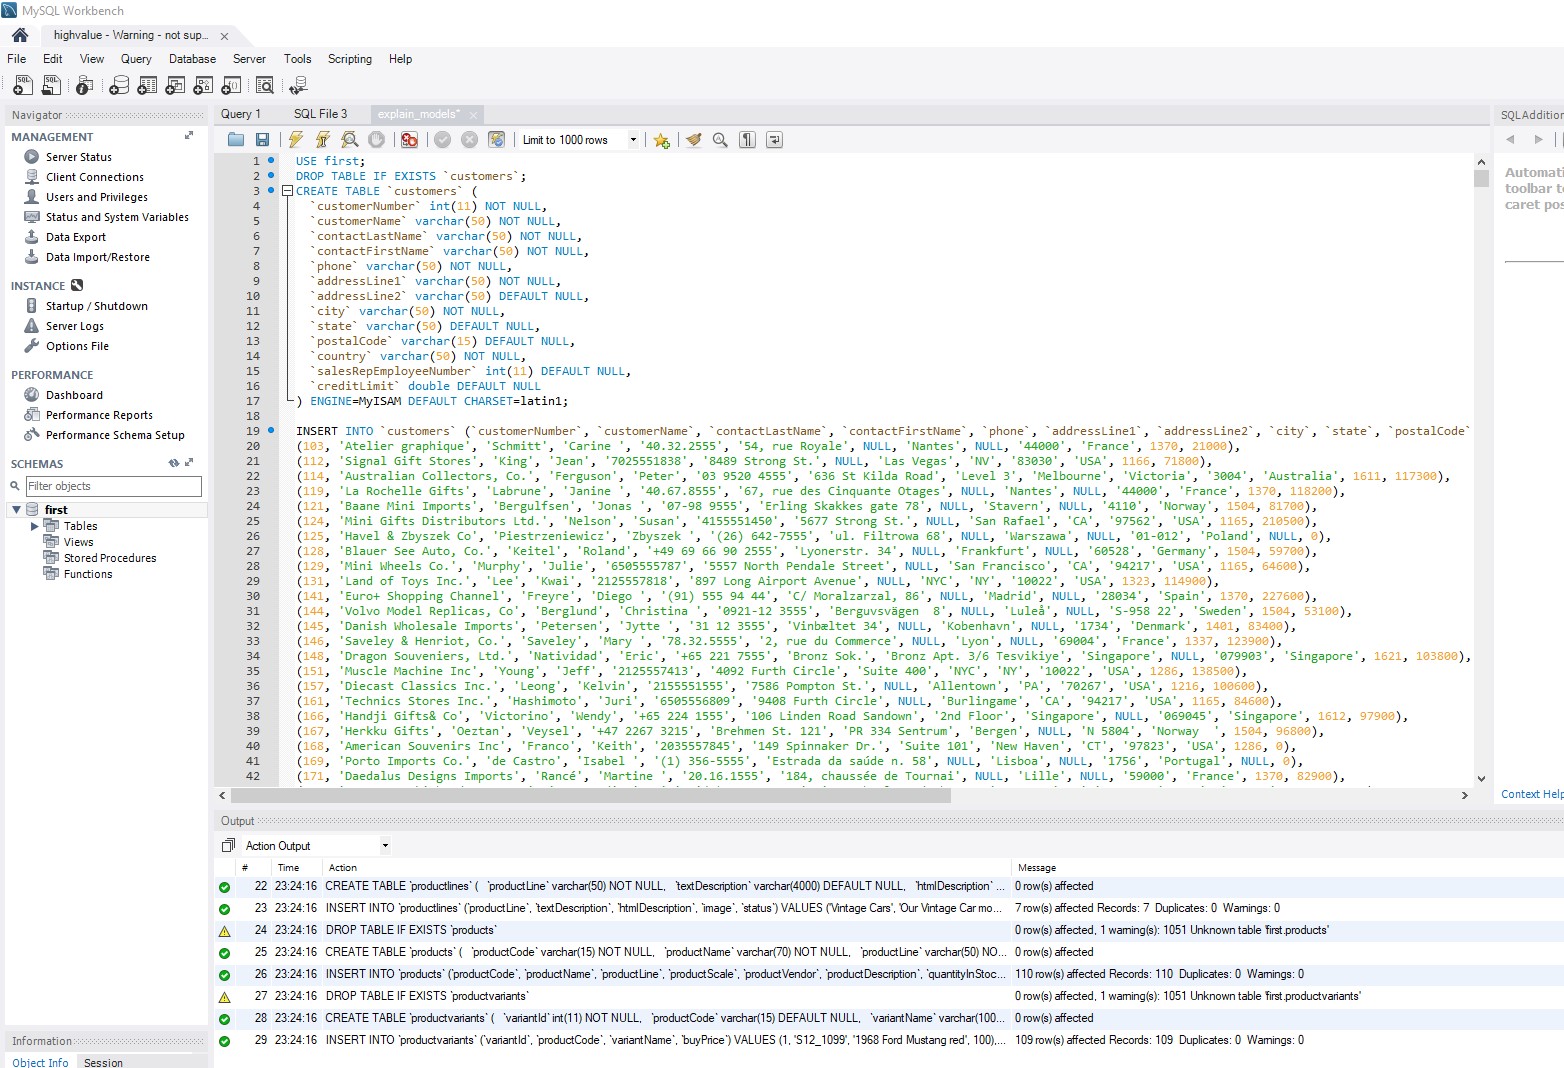 MySQL Workbench
highvalue - Warning - not sup...
File Edit View Query Database Server Tools Scripting Help
Navigator
MANAGEMENT
Server Status
Client Connections
Users and Privileges
Status and System Variables
Data Export
Data Import/Restore
INSTANCE
Startup / Shutdown
Server Logs
Options File
PERFORMANCE
Dashboard
Performance Reports
Performance Schema Setup
SCHEMAS
Filter objects
first
Tables
Views
Stored Procedures
Functions
Information
Object Info Session
Query 1 SQL File 3 explain_models*
Limit to 1000 rows
1 USE first;
2 DROP TABLE IF EXISTS `customers`;
3 CREATE TABLE `customers` (
4 `customerNumber` int(11) NOT NULL,
5 `customerName` varchar(50) NOT NULL,
6 `contactLastName` varchar(50) NOT NULL,
7 `contactFirstName` varchar(50) NOT NULL,
8 `phone` varchar(50) NOT NULL,
9 `addressLine1` varchar(50) NOT NULL,
10 `addressLine2` varchar(50) DEFAULT NULL,
11 `city` varchar(50) NOT NULL,
12 `state` varchar(50) DEFAULT NULL,
13 `postalCode` varchar(15) DEFAULT NULL,
14 `country` varchar(50) NOT NULL,
15 `salesRepEmployeeNumber` int(11) DEFAULT NULL,
16 `creditLimit` double DEFAULT NULL
17 ) ENGINE=MyISAM DEFAULT CHARSET=latin1;
18
19 INSERT INTO `customers` (`customerNumber`, `customerName`, `contactLastName`, `contactFirstName`, `phone`, `addressLine1`, `addressLine2`, `city`, `state`, `postalCode`
20 (103, 'Atelier graphique', 'Schmitt', 'Carine ', '40.32.2555', '54, rue Royale', NULL, 'Nantes', NULL, '44000', 'France', 1370, 21000),
21 (112, 'Signal Gift Stores', 'King', 'Jean', '7025551838', '8489 Strong St.', NULL, 'Las Vegas', 'NV', '83030', 'USA', 1166, 71800),
22 (114, 'Australian Collectors, Co.', 'Ferguson', 'Peter', '03 9520 4555', '636 St Kilda Road', 'Level 3', 'Melbourne', 'Victoria', '3004', 'Australia', 1611, 117300),
23 (119, 'La Rochelle Gifts', 'Labrune', 'Janine ', '40.67.8555', '67, rue des Cinquante Otages', NULL, 'Nantes', NULL, '44000', 'France', 1370, 118200),
24 (121, 'Baane Mini Imports', 'Bergulfsen', 'Jonas ', '07-98 9555', 'Erling Skakkes gate 78', NULL, 'Stavern', NULL, '4110', 'Norway', 1504, 81700),
25 (124, 'Mini Gifts Distributors Ltd.', 'Nelson', 'Susan', '4155551450', '5677 Strong St.', NULL, 'San Rafael', 'CA', '97562', 'USA', 1165, 210500),
26 (125, 'Havel & Zbyszek Co', 'Piestrzeniewicz', 'Zbyszek ', '(26) 642-7555', 'ul. Filtrowa 68', NULL, 'Warszawa', NULL, '01-012', 'Poland', NULL, 0),
27 (128, 'Blauer See Auto, Co.', 'Keitel', 'Roland', '+49 69 66 90 2555', 'Lyonerstr. 34', NULL, 'Frankfurt', NULL, '60528', 'Germany', 1504, 59700),
28 (129, 'Mini Wheels Co.', 'Murphy', 'Julie', '6505555787', '5557 North Pendale Street', NULL, 'San Francisco', 'CA', '94217', 'USA', 1165, 64600),
29 (131, 'Land of Toys Inc.', 'Lee', 'Kwai', '2125557818', '897 Long Airport Avenue', NULL, 'NYC', 'NY', '10022', 'USA', 1323, 114900),
30 (141, 'Euro+ Shopping Channel', 'Freyre', 'Diego ', '(91) 555 94 44', 'C/ Moralzarzal, 86', NULL, 'Madrid', NULL, '28034', 'Spain', 1370, 227600),
31 (144, 'Volvo Model Replicas, Co', 'Berglund', 'Christina ', '0921-12 3555', 'Berguvsvägen  8', NULL, 'Luleå', NULL, 'S-958 22', 'Sweden', 1504, 53100),
32 (145, 'Danish Wholesale Imports', 'Petersen', 'Jytte ', '31 12 3555', 'Vinbæltet 34', NULL, 'Kobenhavn', NULL, '1734', 'Denmark', 1401, 83400),
33 (146, 'Saveley & Henriot, Co.', 'Saveley', 'Mary ', '78.32.5555', '2, rue du Commerce', NULL, 'Lyon', NULL, '69004', 'France', 1337, 123900),
34 (148, 'Dragon Souveniers, Ltd.', 'Natividad', 'Eric', '+65 221 7555', 'Bronz Sok.', 'Bronz Apt. 3/6 Tesvikiye', 'Singapore', NULL, '079903', 'Singapore', 1621, 103800),
35 (151, 'Muscle Machine Inc', 'Young', 'Jeff', '2125557413', '4092 Furth Circle', 'Suite 400', 'NYC', 'NY', '10022', 'USA', 1286, 138500),
36 (157, 'Diecast Classics Inc.', 'Leong', 'Kelvin', '2155551555', '7586 Pompton St.', NULL, 'Allentown', 'PA', '70267', 'USA', 1216, 100600),
37 (161, 'Technics Stores Inc.', 'Hashimoto', 'Juri', '6505556809', '9408 Furth Circle', NULL, 'Burlingame', 'CA', '94217', 'USA', 1165, 84600),
38 (166, 'Handji Gifts& Co', 'Victorino', 'Wendy', '+65 224 1555', '106 Linden Road Sandown', '2nd Floor', 'Singapore', NULL, '069045', 'Singapore', 1612, 97900),
39 (167, 'Herkku Gifts', 'Oeztan', 'Veysel', '+47 2267 3215', 'Brehmen St. 121', 'PR 334 Sentrum', 'Bergen', NULL, 'N 5804', 'Norway  ', 1504, 96800),
40 (168, 'American Souvenirs Inc', 'Franco', 'Keith', '2035557845', '149 Spinnaker Dr.', 'Suite 101', 'New Haven', 'CT', '97823', 'USA', 1286, 0),
41 (169, 'Porto Imports Co.', 'de Castro', 'Isabel ', '(1) 356-5555', 'Estrada da saúde n. 58', NULL, 'Lisboa', NULL, '1756', 'Portugal', NULL, 0),
42 (171, 'Daedalus Designs Imports', 'Rancé', 'Martine ', '20.16.1555', '184, chaussée de Tournai', NULL, 'Lille', NULL, '59000', 'France', 1370, 82900),
SQLAddition
Automati
toolbar t
caret pos
Context Help
Output
Action Output
# Time Action Message
22 23:24:16 CREATE TABLE `productlines` ( `productLine` varchar(50) NOT NULL, `textDescription` varchar(4000) DEFAULT NULL, `htmlDescription` ... 0 row(s) affected
23 23:24:16 INSERT INTO `productlines` (`productLine`, `textDescription`, `htmlDescription`, `image`, `status`) VALUES ('Vintage Cars', 'Our Vintage Car mo... 7 row(s) affected Records: 7 Duplicates: 0 Warnings: 0
24 23:24:16 DROP TABLE IF EXISTS `products` 0 row(s) affected, 1 warning(s): 1051 Unknown table 'first.products'
25 23:24:16 CREATE TABLE `products` ( `productCode` varchar(15) NOT NULL, `productName` varchar(70) NOT NULL, `productLine` varchar(50) NO... 0 row(s) affected
26 23:24:16 INSERT INTO `products` (`productCode`, `productName`, `productLine`, `productScale`, `productVendor`, `productDescription`, `quantityInStoc... 110 row(s) affected Records: 110 Duplicates: 0 Warnings: 0
27 23:24:16 DROP TABLE IF EXISTS `productvariants` 0 row(s) affected, 1 warning(s): 1051 Unknown table 'first.productvariants'
28 23:24:16 CREATE TABLE `productvariants` ( `variantId` int(11) NOT NULL, `productCode` varchar(15) DEFAULT NULL, `variantName` varchar(100... 0 row(s) affected
29 23:24:16 INSERT INTO `productvariants` (`variantId`, `productCode`, `variantName`, `buyPrice`) VALUES (1, 'S12_1099', '1968 Ford Mustang red', 100),... 109 row(s) affected Records: 109 Duplicates: 0 Warnings: 0